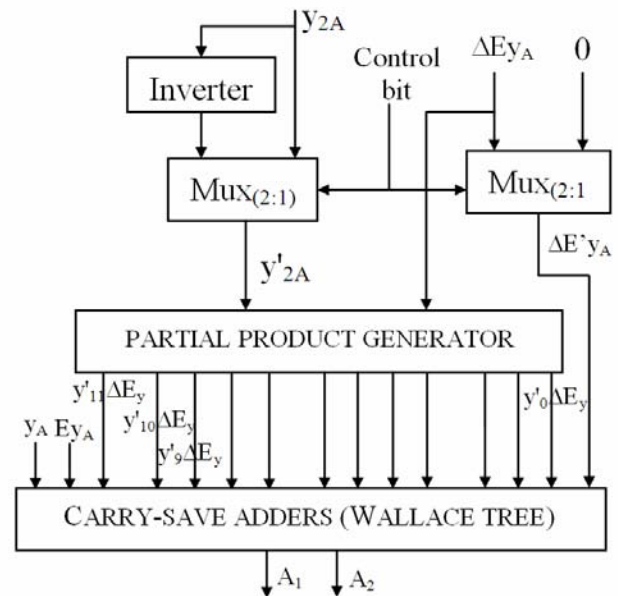 y2A
Control bit
ΔEyA
0
Inverter
Mux(2:1)
Mux(2:1
y'2A
ΔE’yA
PARTIAL PRODUCT GENERATOR
y'11ΔEy
y'10ΔEy
y'9ΔEy
y'0ΔEy
yA EyA
CARRY-SAVE ADDERS (WALLACE TREE)
A1
A2